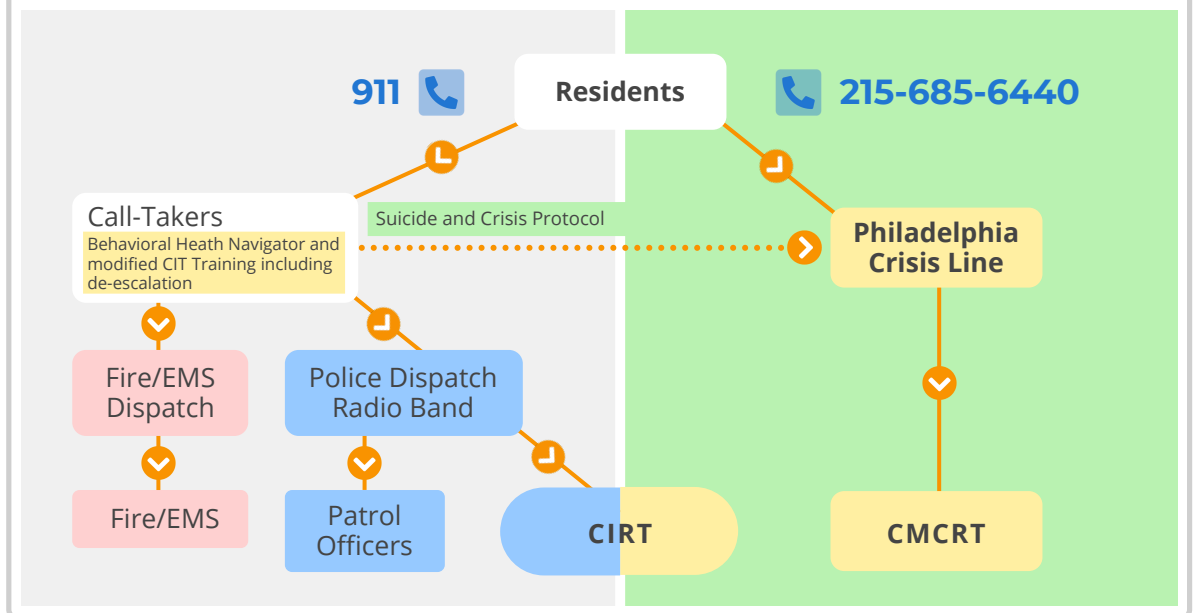 911
Residents
215-685-6440
Call-Takers
Behavioral Heath Navigator and
modified CIT Training including
de-escalation
Suicide and Crisis Protocol
Philadelphia
Crisis Line
Fire/EMS
Dispatch
Police Dispatch
Radio Band
Fire/EMS
Patrol
Officers
CIRT
CMCRT